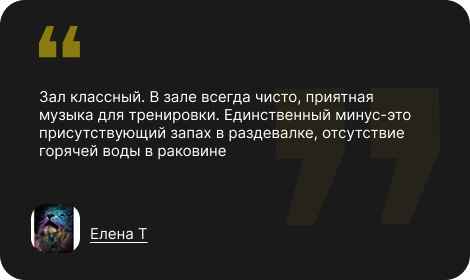 Зал классный. В зале всегда чисто, приятная
музыка для тренировки. Единственный минус-это
присутствующий запах в раздевалке, отсутствие
горячей воды в раковине
Елена Т